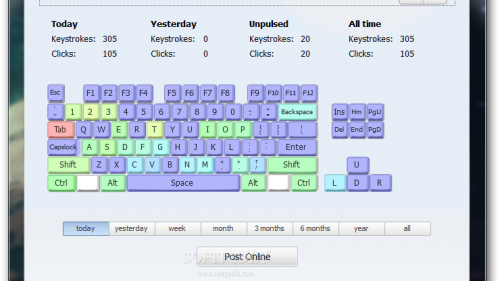 Today Yesterday Unpulsed All time
Keystrokes: 305 Keystrokes: 0 Keystrokes: 20 Keystrokes: 305
Clicks: 105 Clicks: 0 Clicks: 20 Clicks: 105
Esc F1 F2 F3 F4 F5 F6 F7 F8 F9 F10 F11 F12
1 2 3 4 5 6 7 8 9 0 Backspace Ins Hm PgU
Tab Q W E R T Y U I O P Del End PgD
Capslock A S D F G H J K L Enter
Shift Z X C V B N M Shift U
Ctrl Alt Space Alt Ctrl L D R
today yesterday week month 3 months 6 months year all
Post Online
SOFTPEDIA
www.softpedia.com